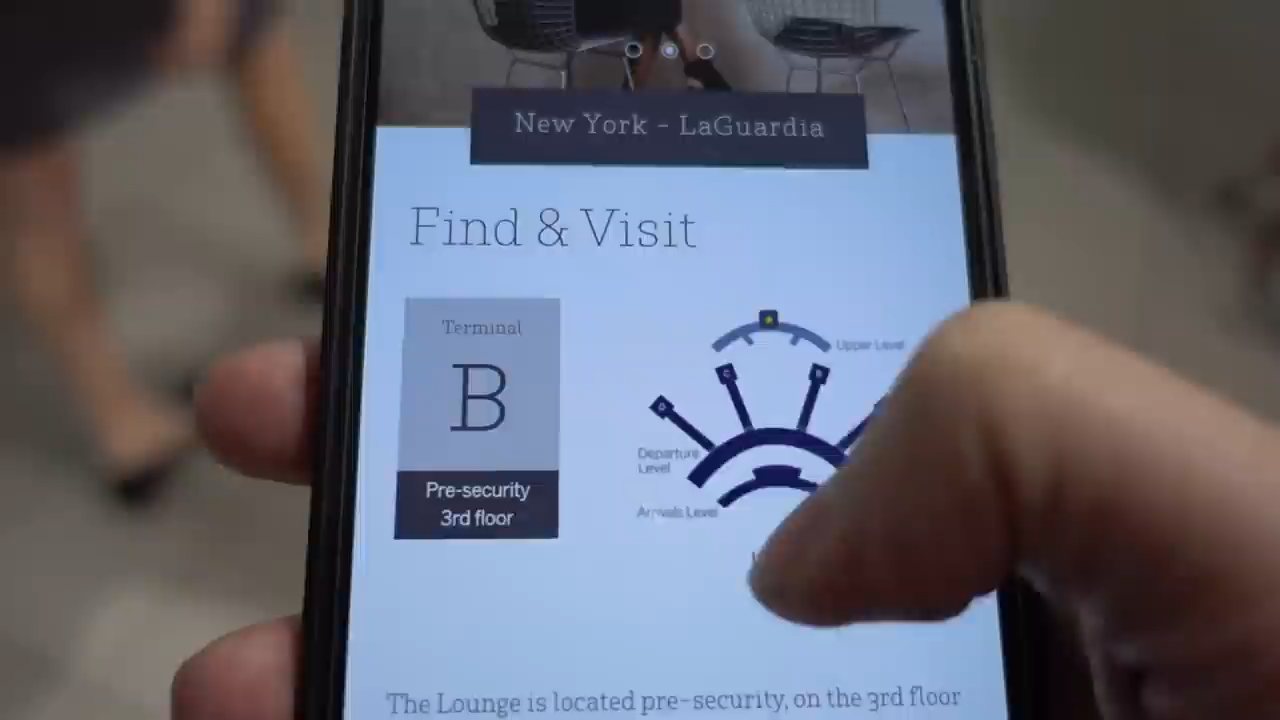 New York - LaGuardia
Find & Visit
Terminal
B
Pre-security
3rd floor
Upper Level
C
B
D
Departure
Level
Arrivals Level
The Lounge is located pre-security, on the 3rd floor